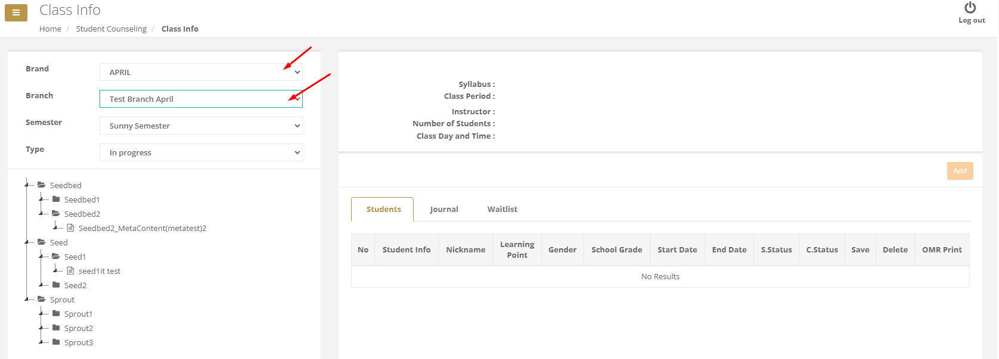 Class Info
Log out
Home / Student Counseling / Class Info
Brand
APRIL
Branch
Test Branch April
Semester
Sunny Semester
Type
In progress
Seedbed
Seedbed1
Seedbed2
Seedbed2_MetaContent(metatest)2
Seed
Seed1
seed1it test
Seed2
Sprout
Sprout1
Sprout2
Sprout3
Syllabus :
Class Period :
Instructor :
Number of Students :
Class Day and Time :
Add
Students Journal Waitlist
No Student Info Nickname Learning Point Gender School Grade Start Date End Date S.Status C.Status Save Delete OMR Print
No Results